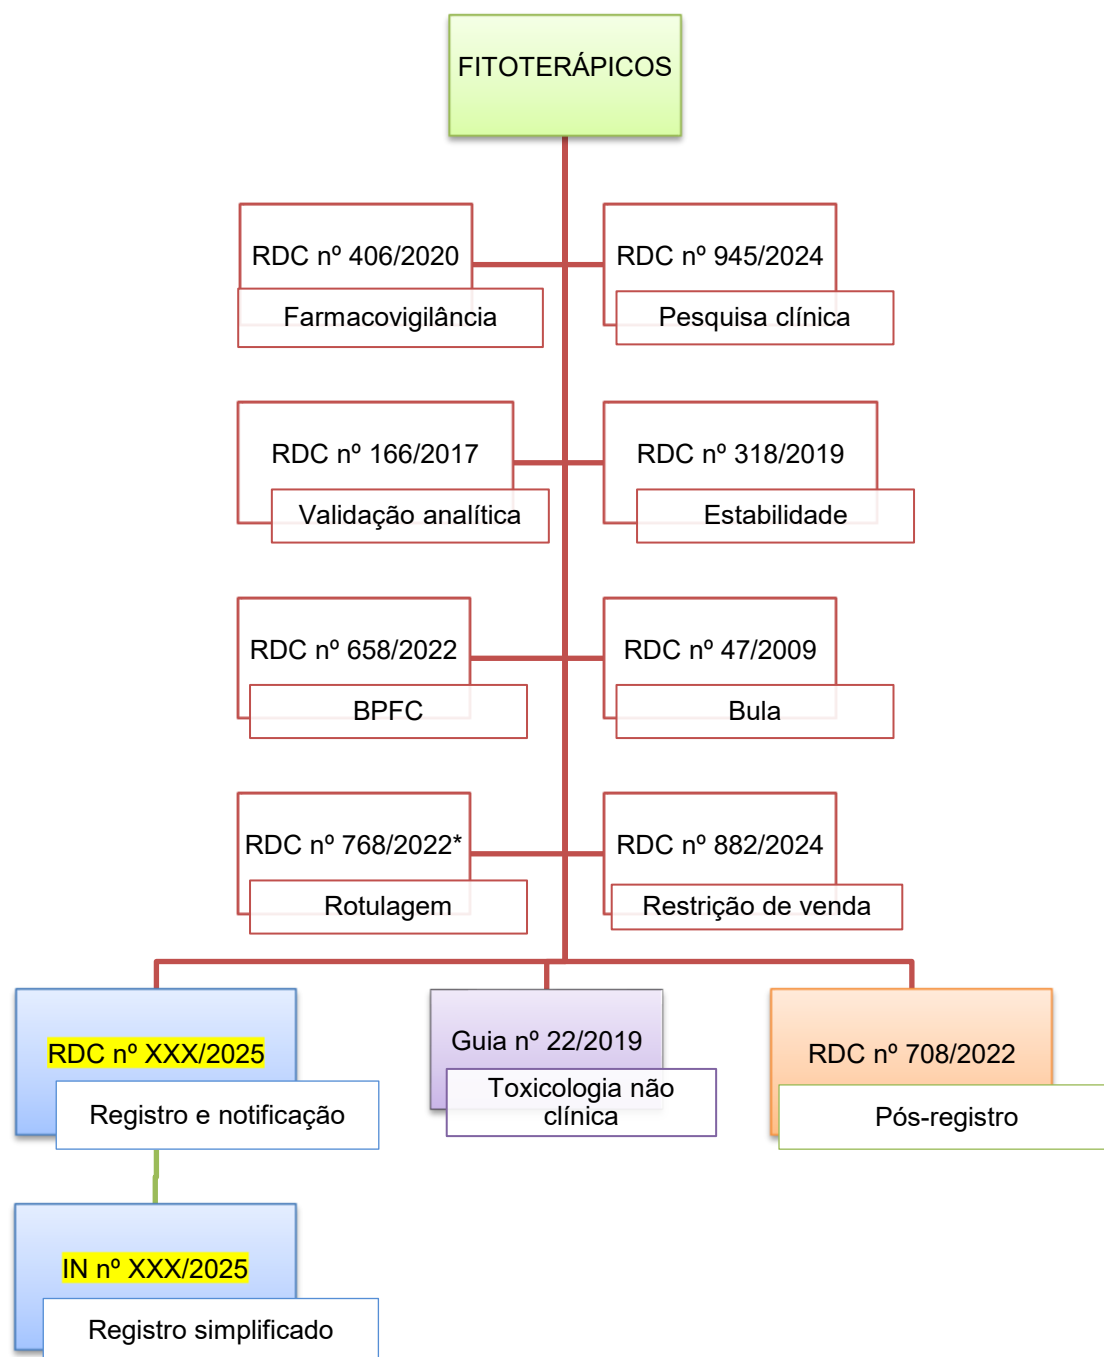 FITOTERÁPICOS
RDC nº 406/2020
Farmacovigilância
RDC nº 945/2024
Pesquisa clínica
RDC nº 166/2017
Validação analítica
RDC nº 318/2019
Estabilidade
RDC nº 658/2022
BPFC
RDC nº 47/2009
Bula
RDC nº 768/2022*
Rotulagem
RDC nº 882/2024
Restrição de venda
RDC nº XXX/2025
Registro e notificação
Guia nº 22/2019
Toxicologia não
clínica
RDC nº 708/2022
Pós-registro
IN nº XXX/2025
Registro simplificado